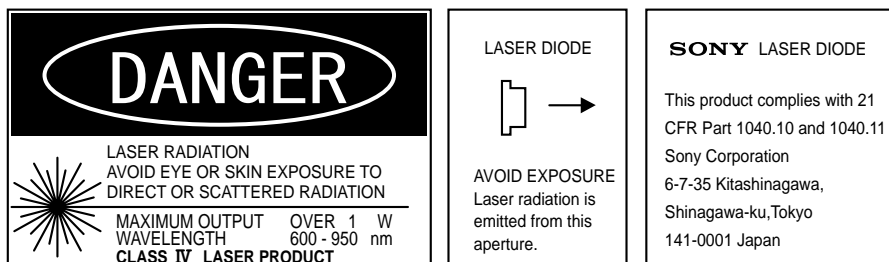 DANGER
LASER RADIATION
AVOID EYE OR SKIN EXPOSURE TO
DIRECT OR SCATTERED RADIATION
MAXIMUM OUTPUT OVER 1 W
WAVELENGTH 600 - 950 nm
CLASS IV LASER PRODUCT
LASER DIODE
AVOID EXPOSURE
Laser radiation is
emitted from this
aperture.
SONY LASER DIODE
This product complies with 21
CFR Part 1040.10 and 1040.11
Sony Corporation
6-7-35 Kitashinagawa,
Shinagawa-ku,Tokyo
141-0001 Japan